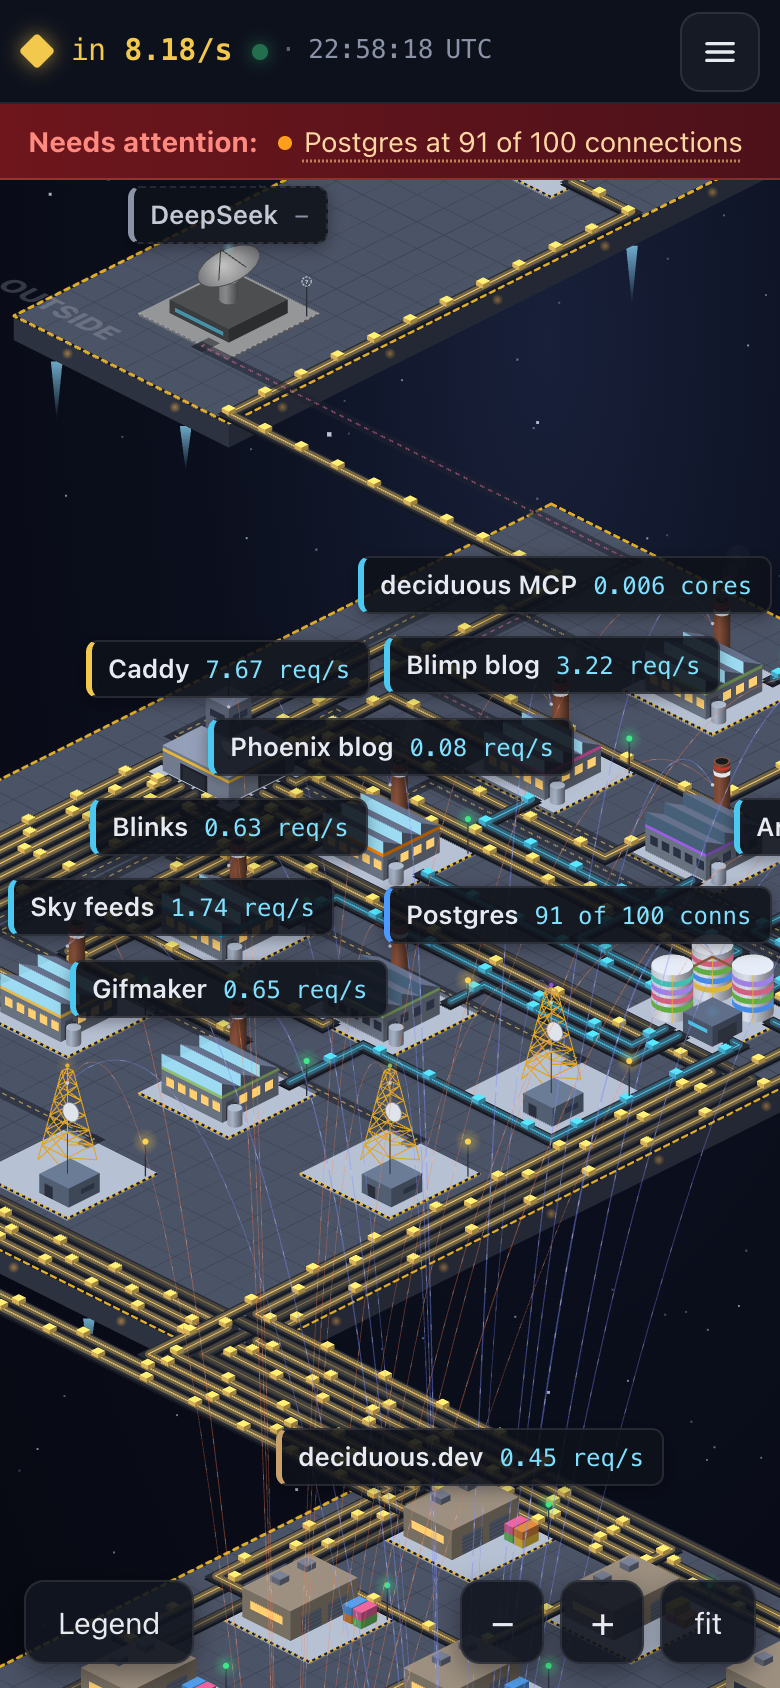 in 8.18/s · 22:58:18 UTC
Needs attention: Postgres at 91 of 100 connections
DeepSeek –
OUTSIDE
deciduous MCP 0.006 cores
Caddy 7.67 req/s
Blimp blog 3.22 req/s
Phoenix blog 0.08 req/s
Blinks 0.63 req/s
Sky feeds 1.74 req/s
Postgres 91 of 100 conns
Gifmaker 0.65 req/s
deciduous.dev 0.45 req/s
Legend − + fit